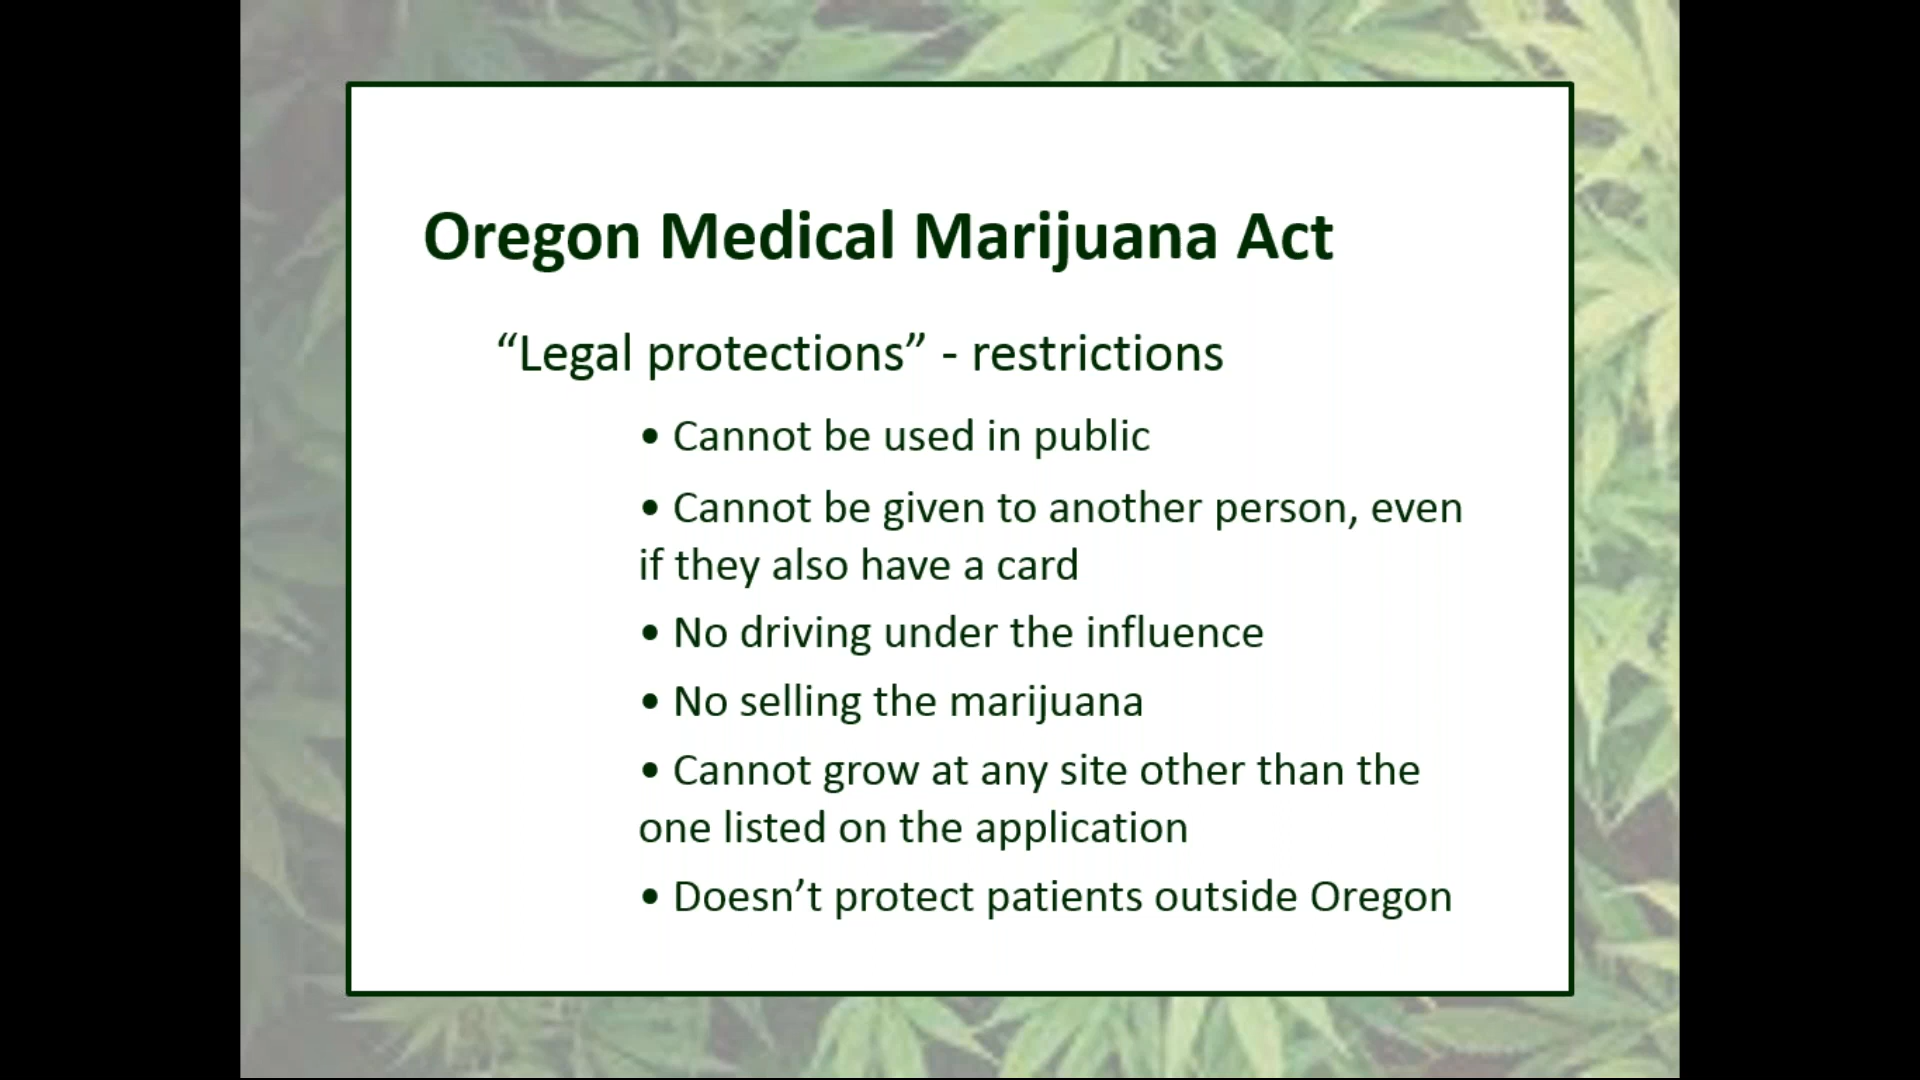 Oregon Medical Marijuana Act
“Legal protections” - restrictions
• Cannot be used in public
• Cannot be given to another person, even
if they also have a card
• No driving under the influence
• No selling the marijuana
• Cannot grow at any site other than the
one listed on the application
• Doesn’t protect patients outside Oregon